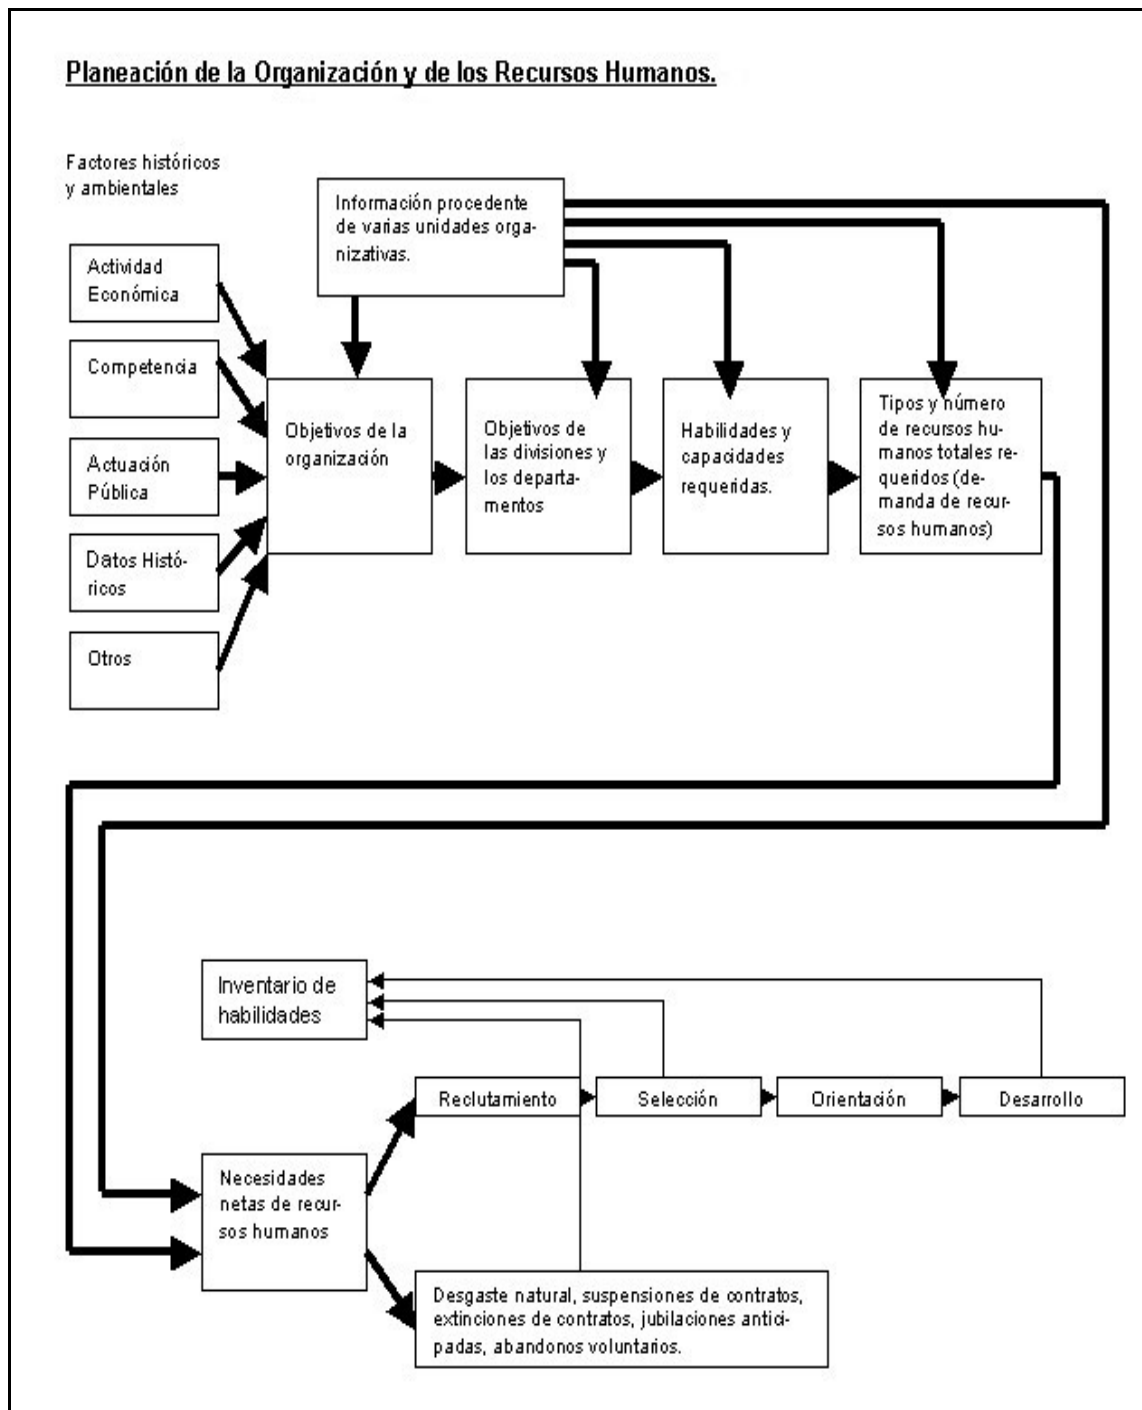 Planeación de la Organización y de los Recursos Humanos.
Factores históricos
y ambientales
Información procedente
de varias unidades orga-
nizativas.
Actividad
Económica
Competencia
Actuación
Pública
Datos Histó-
ricos
Otros
Objetivos de la
organización
Objetivos de
las divisiones y
los departa-
mentos
Habilidades y
capacidades
requeridas.
Tipos y número
de recursos hu-
manos totales re-
queridos (de-
manda de recur-
sos humanos)
Inventario de
habilidades
Reclutamiento
Selección
Orientación
Desarrollo
Necesidades
netas de recur-
sos humanos
Desgaste natural, suspensiones de contratos,
extinciones de contratos, jubilaciones antici-
padas, abandonos voluntarios.